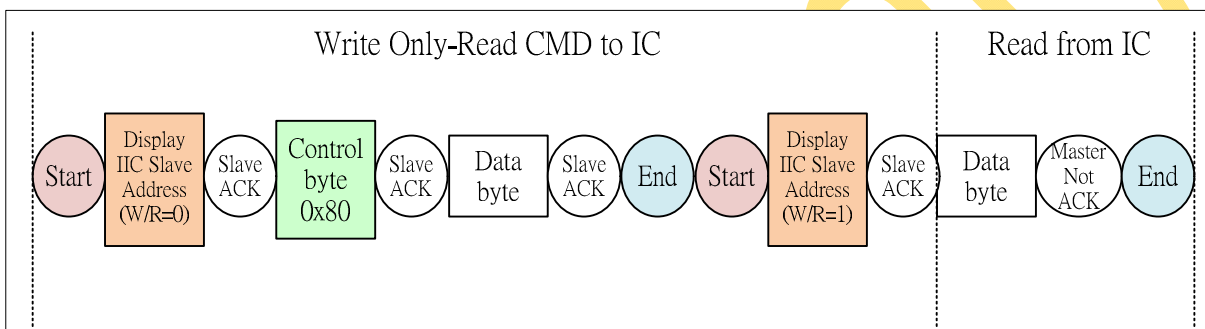 Write Only-Read CMD to IC
Read from IC
Start
Display
IIC Slave
Address
(W/R=0)
Slave
ACK
Control
byte
0x80
Slave
ACK
Data
byte
Slave
ACK
End
Start
Display
IIC Slave
Address
(W/R=1)
Slave
ACK
Data
byte
Master
Not
ACK
End